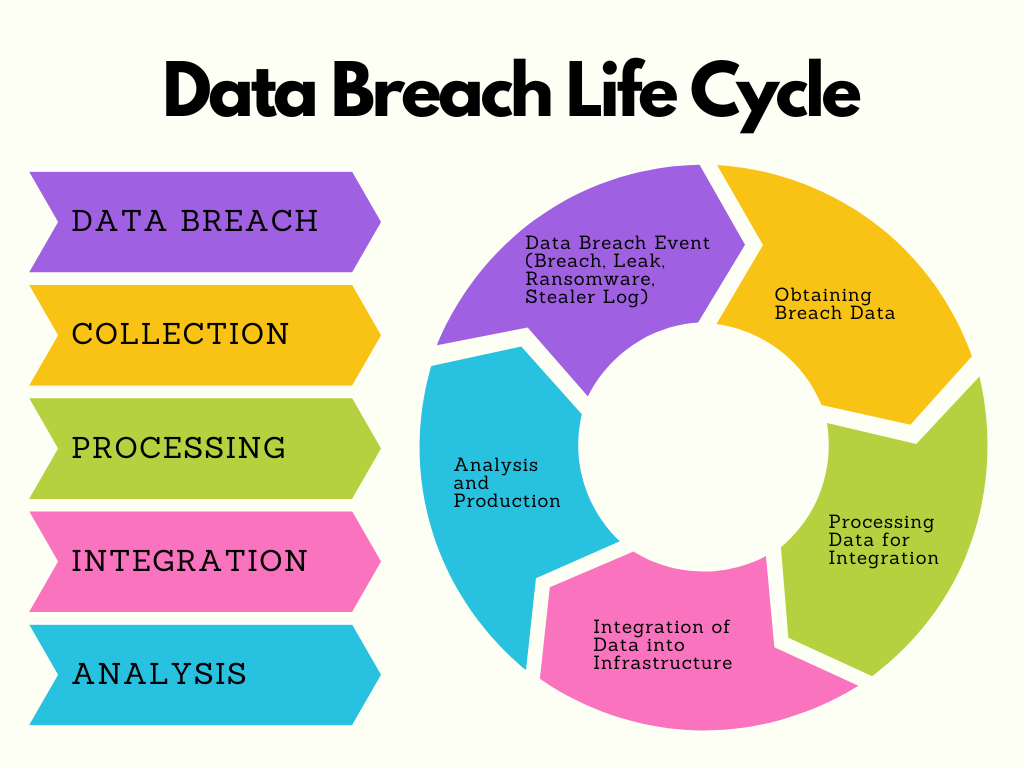 Data Breach Life Cycle
DATA BREACH
COLLECTION
PROCESSING
INTEGRATION
ANALYSIS
Data Breach Event
(Breach, Leak,
Ransomware,
Stealer Log)
Obtaining
Breach Data
Processing
Data for
Integration
Integration of
Data into
Infrastructure
Analysis
and
Production